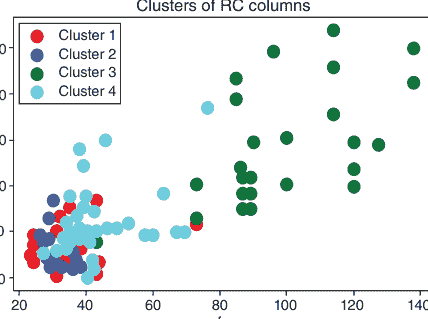 Clusters of RC columns
Cluster 1
Cluster 2
Cluster 3
Cluster 4
20 40 60 80 100 120 140